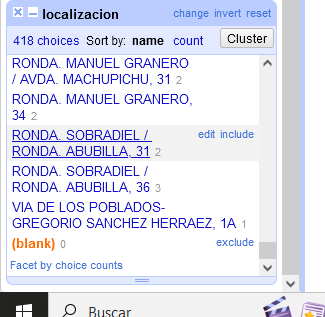 localizacion change invert reset
418 choices Sort by: name count Cluster
RONDA. MANUEL GRANERO
/ AVDA. MACHUPICHU, 31 2
RONDA. MANUEL GRANERO,
34 2
RONDA. SOBRADIEL / edit include
RONDA. ABUBILLA, 31 2
RONDA. SOBRADIEL /
RONDA. ABUBILLA, 36 3
VIA DE LOS POBLADOS-
GREGORIO SANCHEZ HERRAEZ, 1A 1
(blank) 0 exclude
Facet by choice counts
Buscar